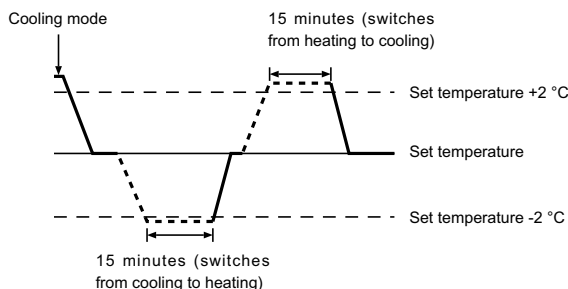 Cooling mode
15 minutes (switches
from heating to cooling)
Set temperature +2 °C
Set temperature
Set temperature -2 °C
15 minutes (switches
from cooling to heating)